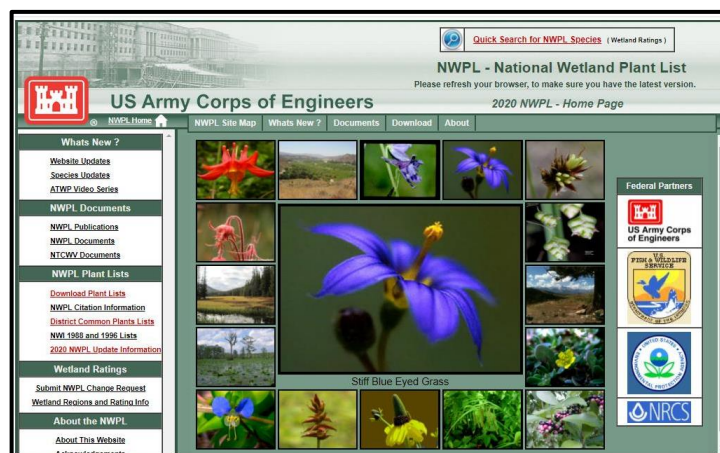 Quick Search for NWPL Species ( Wetland Ratings )
NWPL - National Wetland Plant List
Please refresh your browser, to make sure you have the latest version.
US Army Corps of Engineers
2020 NWPL - Home Page
NWPL Home
NWPL Site Map
Whats New ?
Documents
Download
About
Whats New ?
Website Updates
Species Updates
ATWP Video Series
NWPL Documents
NWPL Publications
NWPL Documents
NTCWV Documents
NWPL Plant Lists
Download Plant Lists
NWPL Citation Information
District Common Plants Lists
NWI 1988 and 1996 Lists
2020 NWPL Update Information
Wetland Ratings
Submit NWPL Change Request
Wetland Regions and Rating Info
About the NWPL
About This Website
Acknowledgements
Stiff Blue Eyed Grass
Federal Partners
US Army Corps
of Engineers
U.S.
FISH & WILDLIFE
SERVICE
NRCS